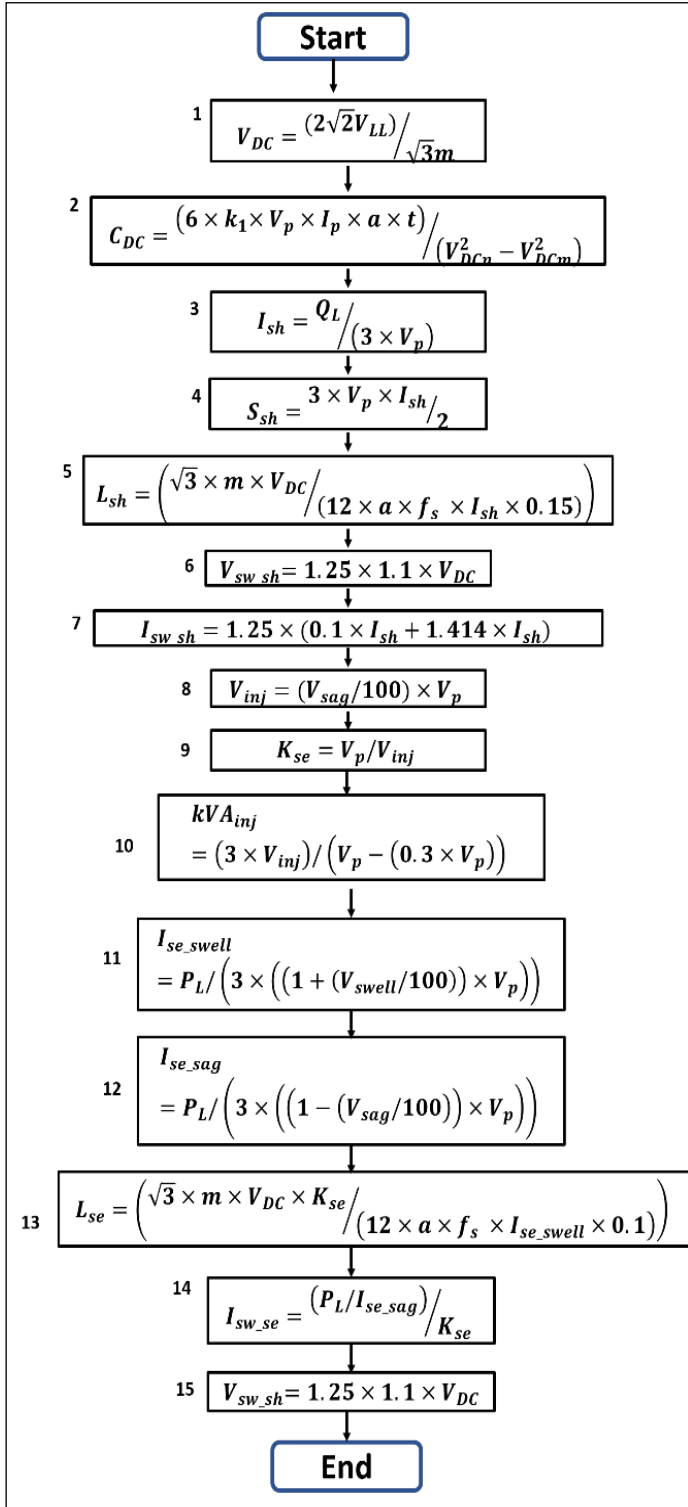 Start
1
V_DC = (2√2V_LL)/√3m
2
C_DC = (6 × k_1 × V_p × I_p × a × t)/(V²_DCp − V²_DCm)
3
I_sh = Q_L/(3 × V_p)
4
S_sh = 3 × V_p × I_sh/2
5
L_sh = (√3 × m × V_DC/(12 × a × f_s × I_sh × 0.15))
6
V_sw_sh = 1.25 × 1.1 × V_DC
7
I_sw_sh = 1.25 × (0.1 × I_sh + 1.414 × I_sh)
8
V_inj = (V_sag/100) × V_p
9
K_se = V_p/V_inj
10
kVA_inj
= (3 × V_inj)/(V_p − (0.3 × V_p))
11
I_se_swell
= P_L/(3 × ((1 + (V_swell/100)) × V_p))
12
I_se_sag
= P_L/(3 × ((1 − (V_sag/100)) × V_p))
13
L_se = (√3 × m × V_DC × K_se/(12 × a × f_s × I_se_swell × 0.1))
14
I_sw_se = (P_L/I_se_sag)/K_se
15
V_sw_sh = 1.25 × 1.1 × V_DC
End